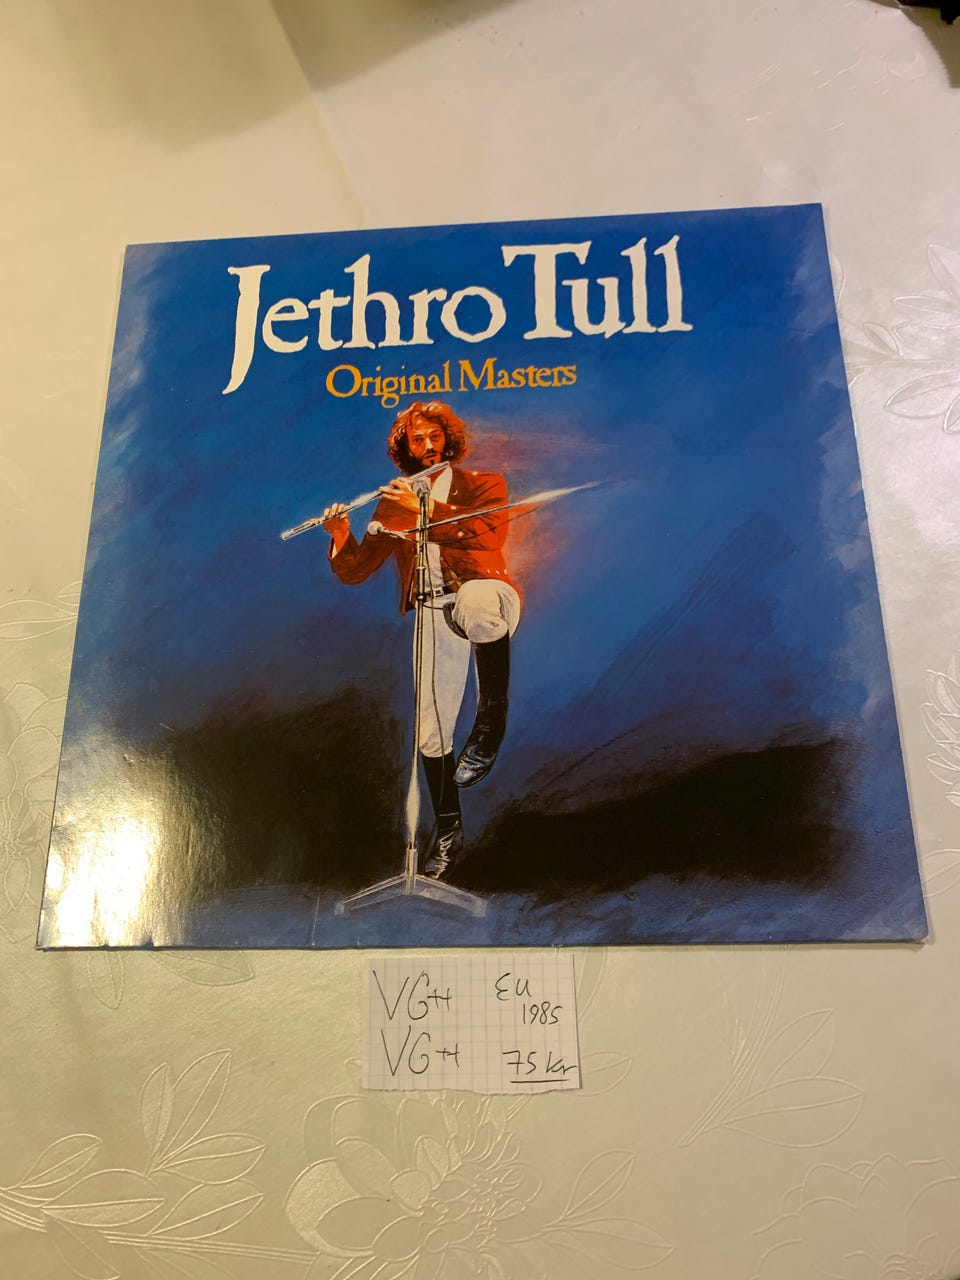 Jethro Tull
Original Masters
VG++ EU
1985
VG++ 75 kr